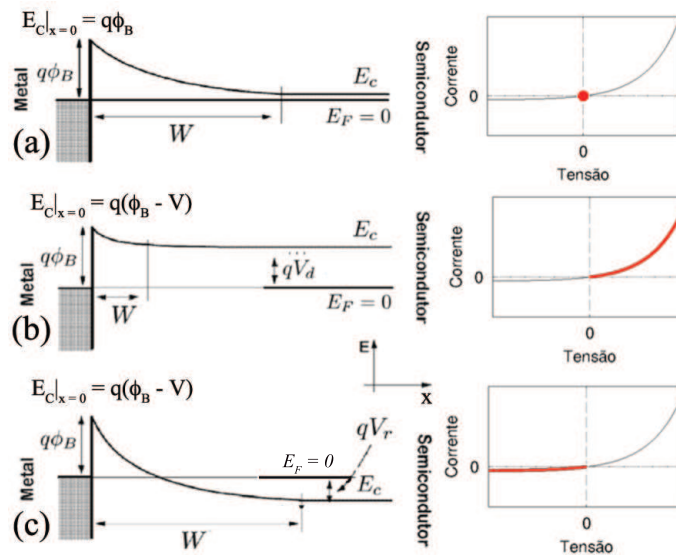 E_C|_{x=0} = qϕ_B
qϕ_B
Metal
E_c
E_F = 0
W
(a)
Semicondutor
Corrente
0
0
Tensão
E_C|_{x=0} = q(ϕ_B - V)
qϕ_B
Metal
E_c
qV_d
E_F = 0
W
(b)
Semicondutor
Corrente
0
0
Tensão
E
x
E_C|_{x=0} = q(ϕ_B - V)
qϕ_B
Metal
qV_r
E_F = 0
E_c
W
(c)
Semicondutor
Corrente
0
0
Tensão